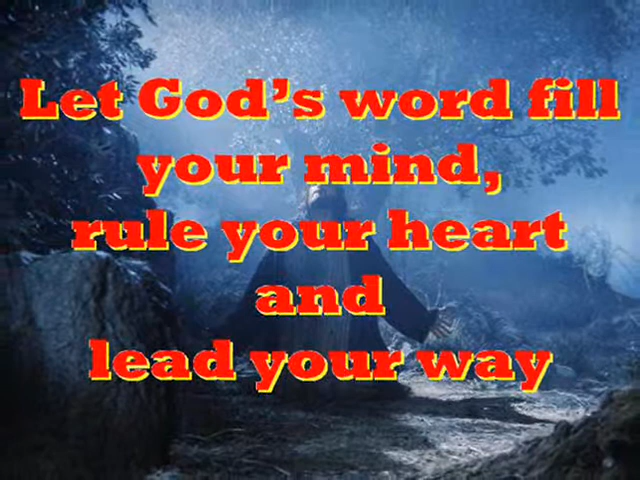 Let God's word fill
your mind,
rule your heart
and
lead your way